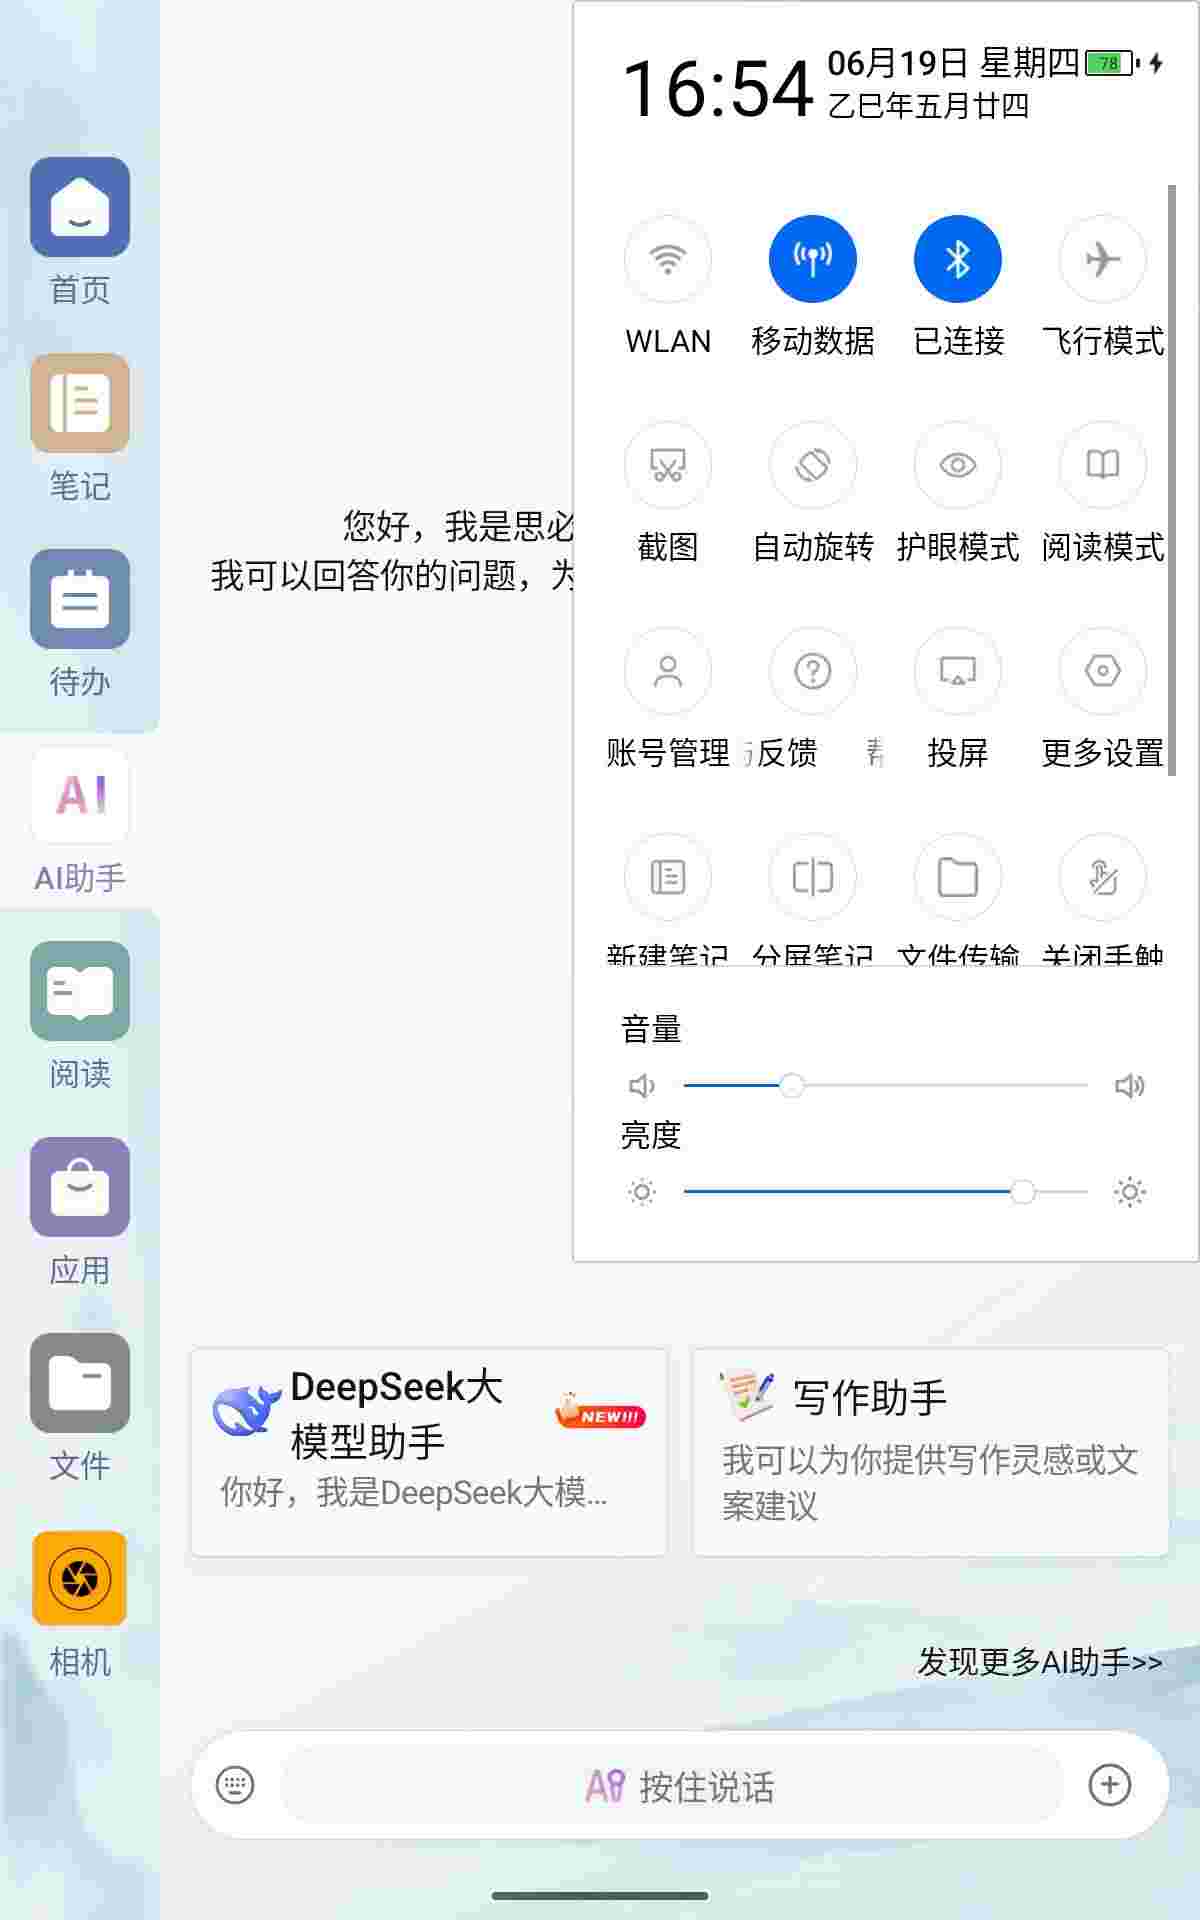 16:54
06月19日 星期四
78
乙巳年五月廿四
WLAN
移动数据
已连接
飞行模式
截图
自动旋转
护眼模式
阅读模式
账号管理
反馈
投屏
更多设置
新建笔记
分屏笔记
文件传输
关闭手触
音量
亮度
首页
笔记
待办
AI
AI助手
阅读
应用
文件
相机
您好，我是思必
我可以回答你的问题，为
DeepSeek大
模型助手
NEW!!!
你好，我是DeepSeek大模...
写作助手
我可以为你提供写作灵感或文
案建议
发现更多AI助手>>
按住说话